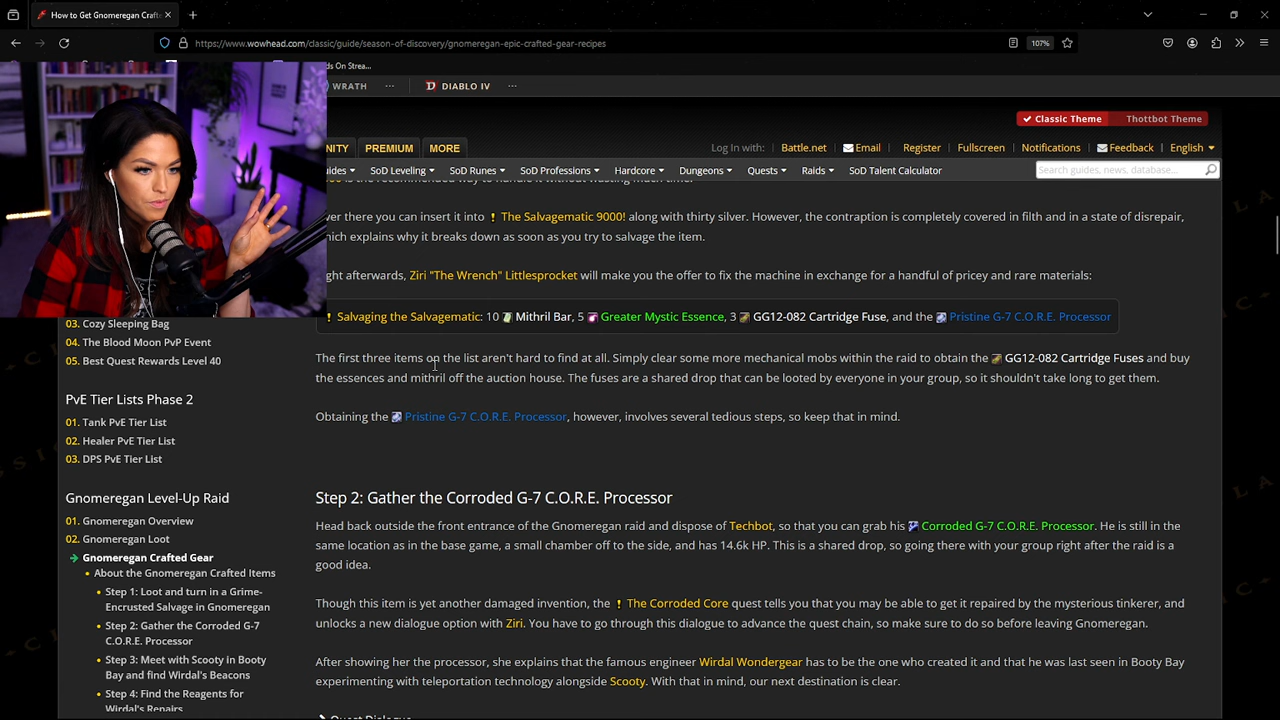 How to Get Gnomeregan Craft
https://www.wowhead.com/classic/guide/season-of-discovery/gnomeregan-epic-crafted-gear-recipes
107%
ds On Strea...
WRATH ... DIABLO IV ...
Classic Theme Thottbot Theme
NITY PREMIUM MORE
Log In with: Battle.net Email Register Fullscreen Notifications Feedback English
uides SoD Leveling SoD Runes SoD Professions Hardcore Dungeons Quests Raids SoD Talent Calculator
Search guides, news, database...
ver there you can insert it into The Salvagematic 9000! along with thirty silver. However, the contraption is completely covered in filth and in a state of disrepair,
hich explains why it breaks down as soon as you try to salvage the item.
ght afterwards, Ziri "The Wrench" Littlesprocket will make you the offer to fix the machine in exchange for a handful of pricey and rare materials:
Salvaging the Salvagematic: 10 Mithril Bar, 5 Greater Mystic Essence, 3 GG12-082 Cartridge Fuse, and the Pristine G-7 C.O.R.E. Processor
The first three items on the list aren't hard to find at all. Simply clear some more mechanical mobs within the raid to obtain the GG12-082 Cartridge Fuses and buy
the essences and mithril off the auction house. The fuses are a shared drop that can be looted by everyone in your group, so it shouldn't take long to get them.
Obtaining the Pristine G-7 C.O.R.E. Processor, however, involves several tedious steps, so keep that in mind.
Step 2: Gather the Corroded G-7 C.O.R.E. Processor
Head back outside the front entrance of the Gnomeregan raid and dispose of Techbot, so that you can grab his Corroded G-7 C.O.R.E. Processor. He is still in the
same location as in the base game, a small chamber off to the side, and has 14.6k HP. This is a shared drop, so going there with your group right after the raid is a
good idea.
Though this item is yet another damaged invention, the The Corroded Core quest tells you that you may be able to get it repaired by the mysterious tinkerer, and
unlocks a new dialogue option with Ziri. You have to go through this dialogue to advance the quest chain, so make sure to do so before leaving Gnomeregan.
After showing her the processor, she explains that the famous engineer Wirdal Wondergear has to be the one who created it and that he was last seen in Booty Bay
experimenting with teleportation technology alongside Scooty. With that in mind, our next destination is clear.
Quest Dialogue
03. Cozy Sleeping Bag
04. The Blood Moon PvP Event
05. Best Quest Rewards Level 40
PvE Tier Lists Phase 2
01. Tank PvE Tier List
02. Healer PvE Tier List
03. DPS PvE Tier List
Gnomeregan Level-Up Raid
01. Gnomeregan Overview
02. Gnomeregan Loot
Gnomeregan Crafted Gear
About the Gnomeregan Crafted Items
Step 1: Loot and turn in a Grime-
Encrusted Salvage in Gnomeregan
Step 2: Gather the Corroded G-7
C.O.R.E. Processor
Step 3: Meet with Scooty in Booty
Bay and find Wirdal's Beacons
Step 4: Find the Reagents for
Wirdal's Repairs